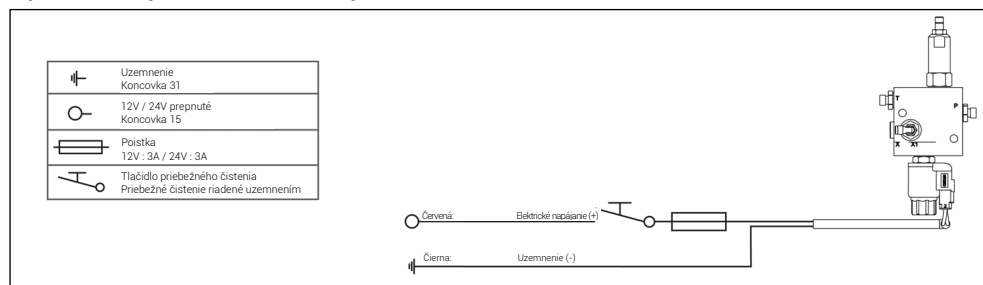 Uzemnenie
Koncovka 31
12V / 24V prepnuté
Koncovka 15
Poistka
12V : 3A / 24V : 3A
Tlačidlo priebežného čistenia
Priebežné čistenie riadené uzemnením
T
P
X X1
Červená: Elektrické napájanie (+)
Čierna: Uzemnenie (-)